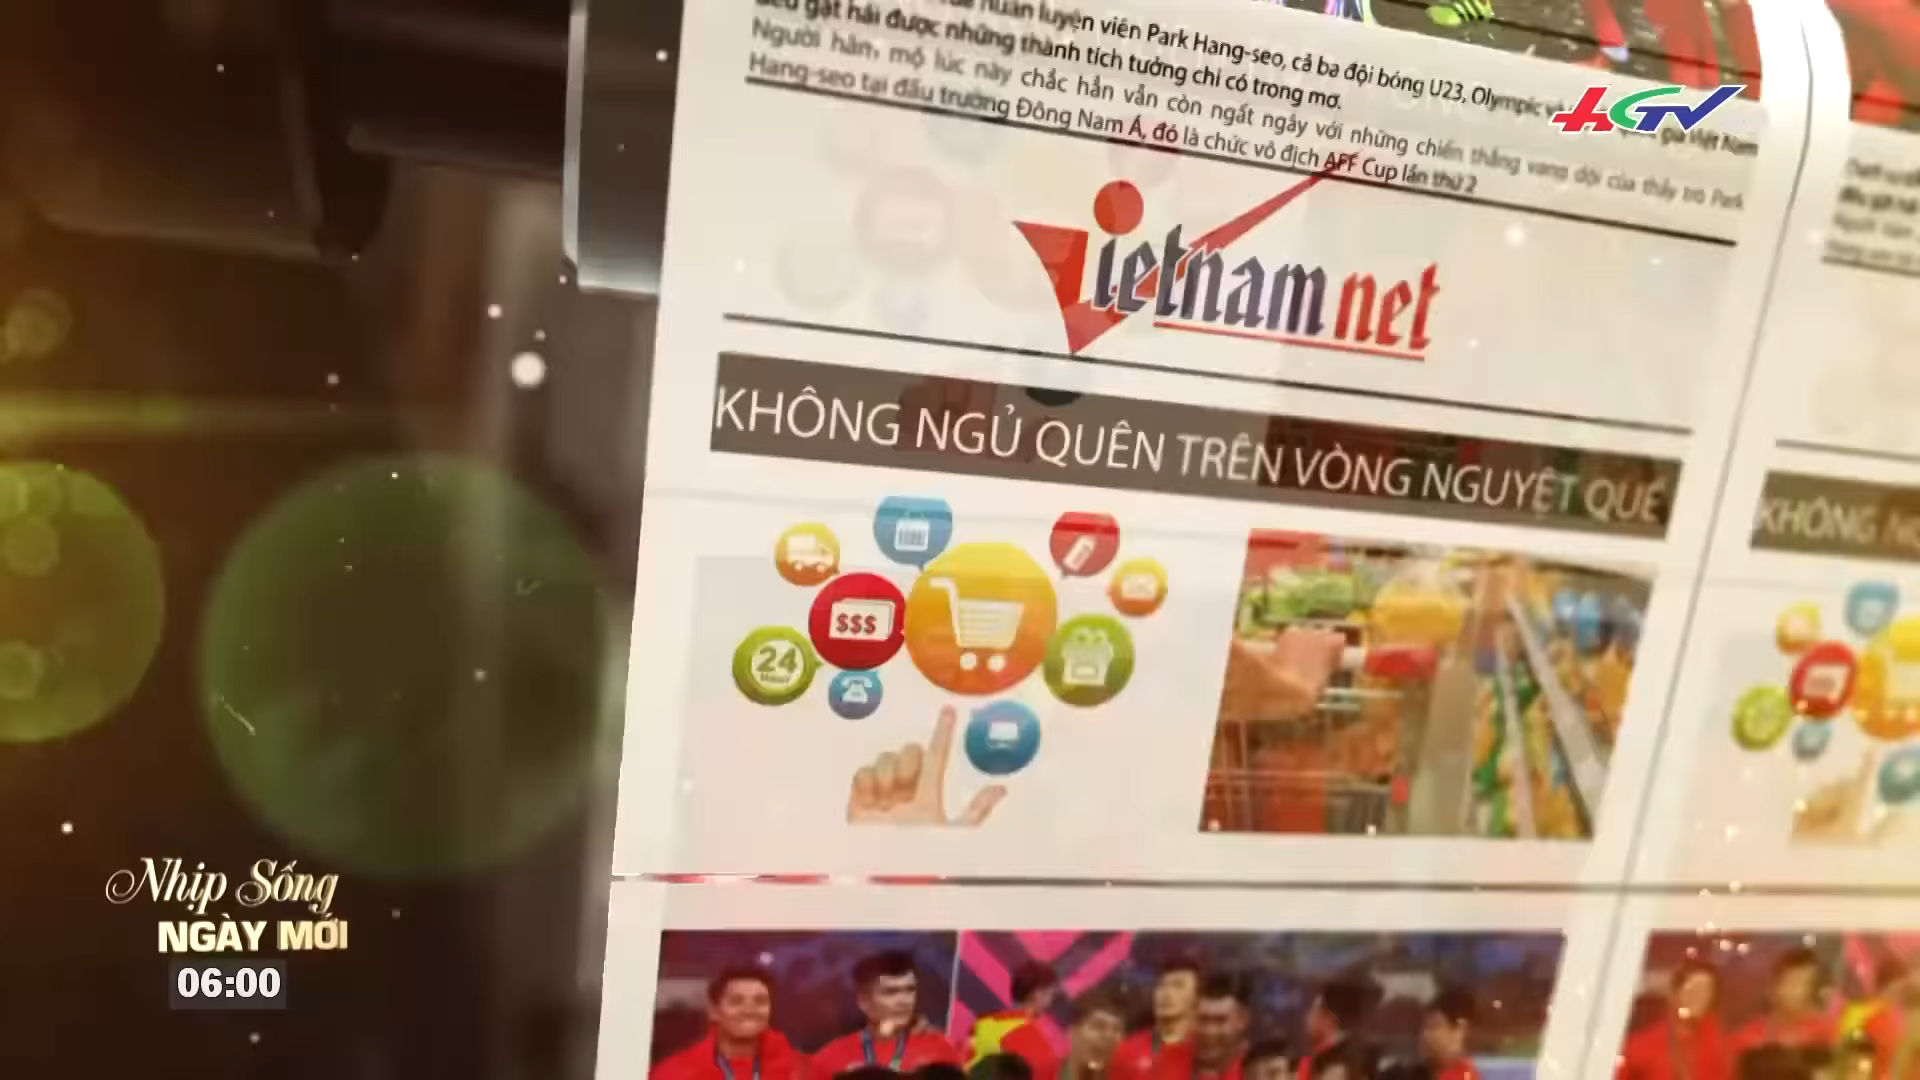 huấn luyện viên Park Hang-seo, cả ba đội bóng U23, Olympic
đều gặt hái được những thành tích tưởng chỉ có trong mơ.
Người hâm mộ lúc này chắc hẳn vẫn còn ngất ngây với những chiến thắng vang dội của thầy trò Park
Hang-seo tại đấu trường Đông Nam Á, đó là chức vô địch AFF Cup lần thứ 2
HGTV
Vietnamnet
KHÔNG NGỦ QUÊN TRÊN VÒNG NGUYỆT QUẾ
KHÔNG
$$$
24
Nhịp Sống
NGÀY MỚI
06:00